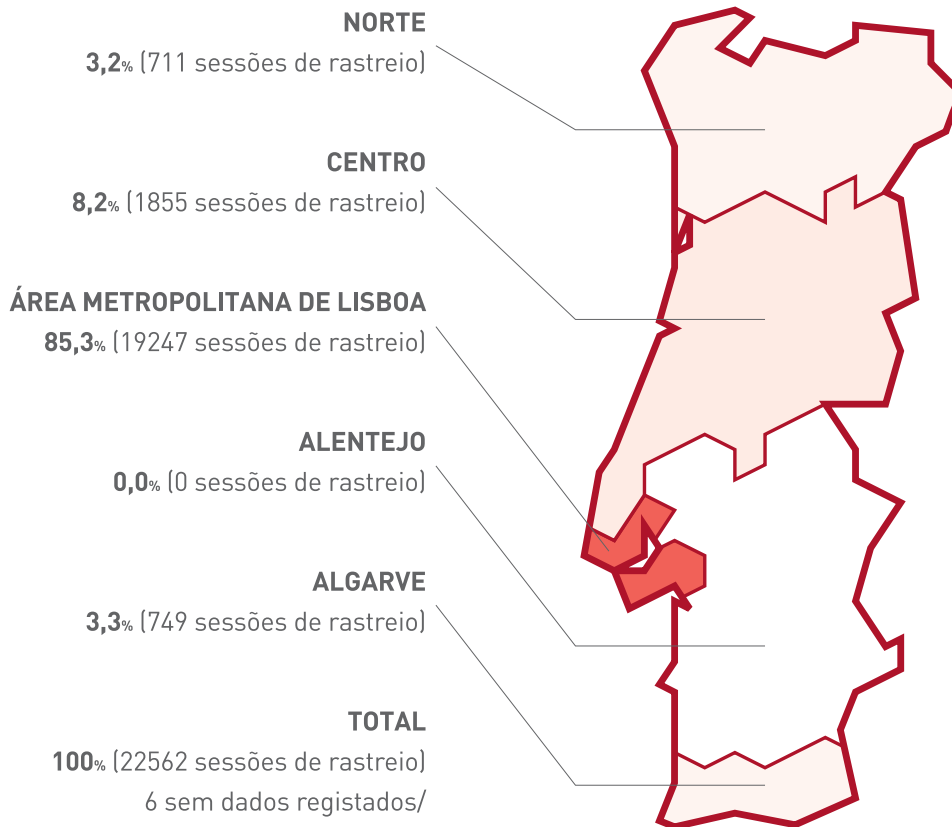 NORTE
3,2% (711 sessões de rastreio)
CENTRO
8,2% (1855 sessões de rastreio)
ÁREA METROPOLITANA DE LISBOA
85,3% (19247 sessões de rastreio)
ALENTEJO
0,0% (0 sessões de rastreio)
ALGARVE
3,3% (749 sessões de rastreio)
TOTAL
100% (22562 sessões de rastreio)
6 sem dados registados/